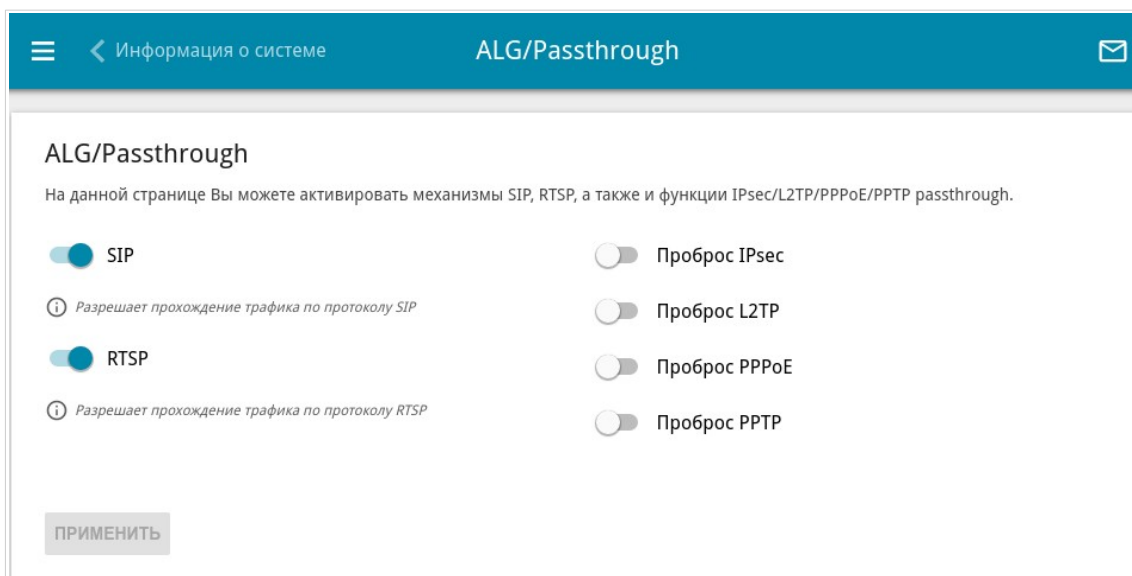 Информация о системе
ALG/Passthrough
ALG/Passthrough
На данной странице Вы можете активировать механизмы SIP, RTSP, а также и функции IPsec/L2TP/PPPoE/PPTP passthrough.
SIP
Разрешает прохождение трафика по протоколу SIP
RTSP
Разрешает прохождение трафика по протоколу RTSP
Проброс IPsec
Проброс L2TP
Проброс PPPoE
Проброс PPTP
ПРИМЕНИТЬ